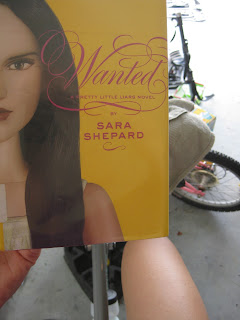 Wanted
A PRETTY LITTLE LIARS NOVEL
BY
SARA
SHEPARD